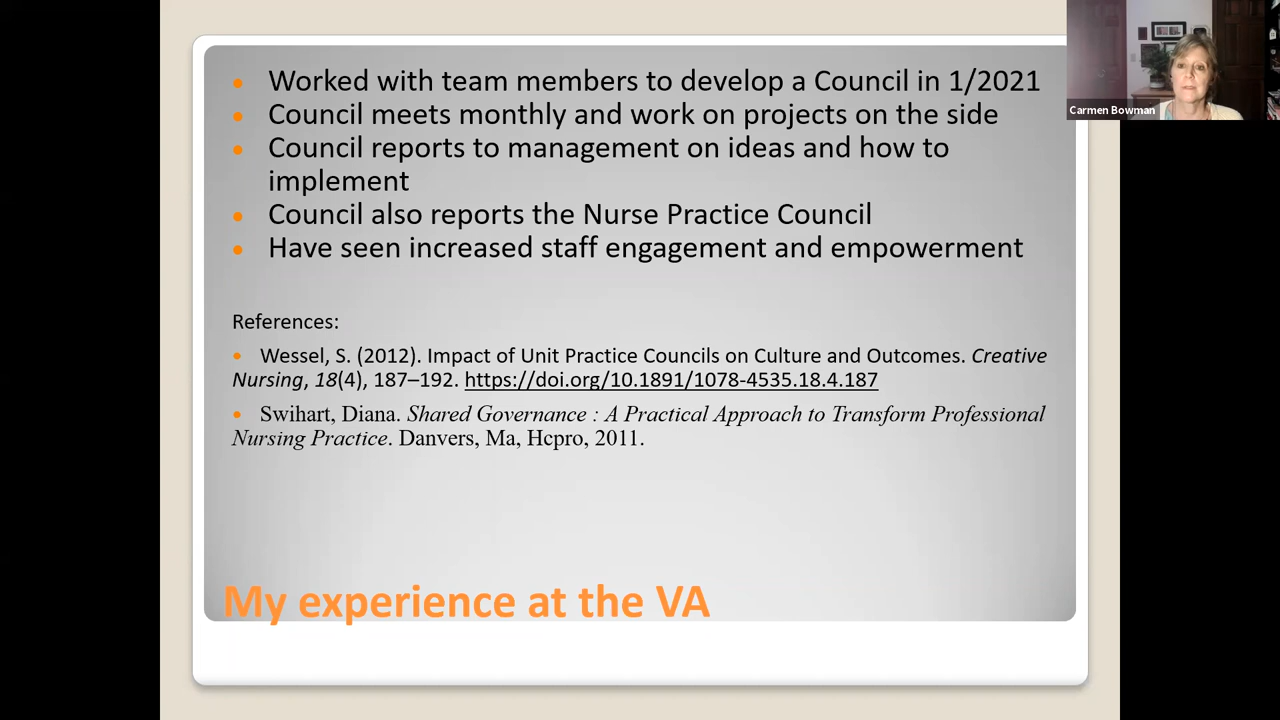 • Worked with team members to develop a Council in 1/2021
• Council meets monthly and work on projects on the side
• Council reports to management on ideas and how to
implement
• Council also reports the Nurse Practice Council
• Have seen increased staff engagement and empowerment
References:
• Wessel, S. (2012). Impact of Unit Practice Councils on Culture and Outcomes. Creative
Nursing, 18(4), 187–192. https://doi.org/10.1891/1078-4535.18.4.187
• Swihart, Diana. Shared Governance : A Practical Approach to Transform Professional
Nursing Practice. Danvers, Ma, Hcpro, 2011.
My experience at the VA
Carmen Bowman